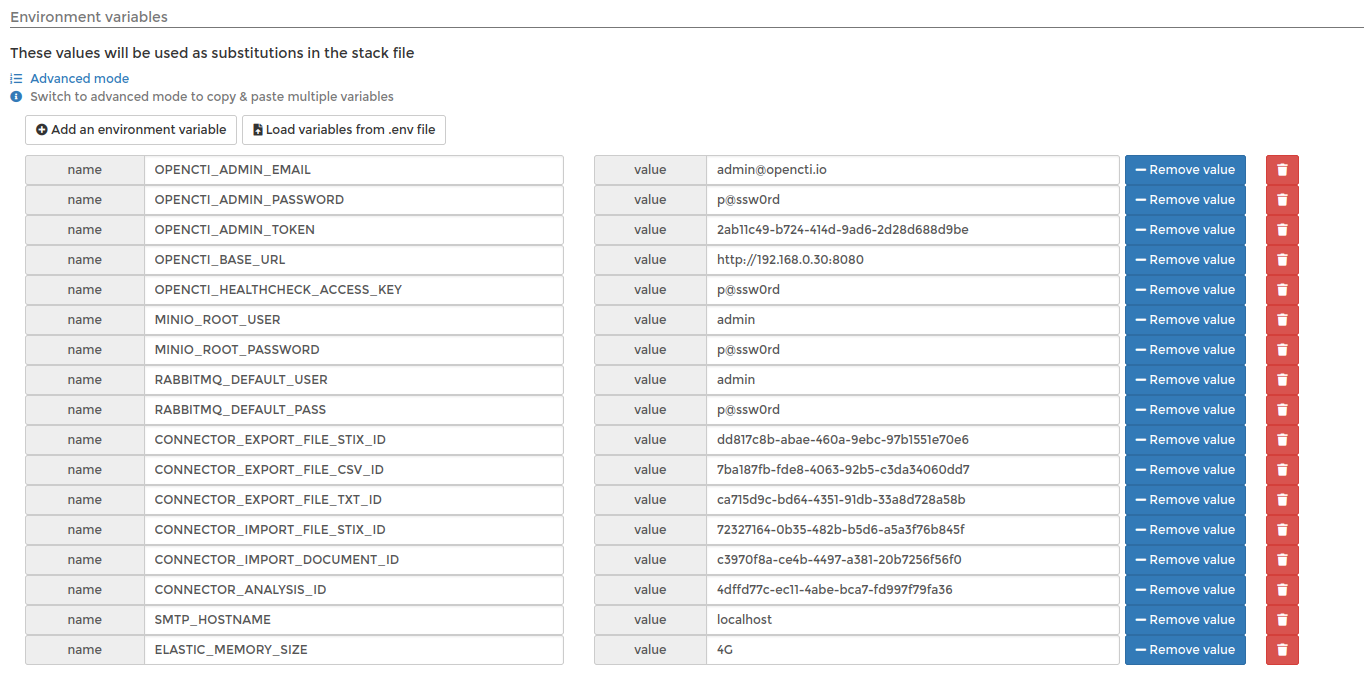 Environment variables
These values will be used as substitutions in the stack file
Advanced mode
Switch to advanced mode to copy & paste multiple variables
Add an environment variable Load variables from .env file
name OPENCTI_ADMIN_EMAIL value admin@opencti.io Remove value
name OPENCTI_ADMIN_PASSWORD value p@ssw0rd Remove value
name OPENCTI_ADMIN_TOKEN value 2ab11c49-b724-414d-9ad6-2d28d688d9be Remove value
name OPENCTI_BASE_URL value http://192.168.0.30:8080 Remove value
name OPENCTI_HEALTHCHECK_ACCESS_KEY value p@ssw0rd Remove value
name MINIO_ROOT_USER value admin Remove value
name MINIO_ROOT_PASSWORD value p@ssw0rd Remove value
name RABBITMQ_DEFAULT_USER value admin Remove value
name RABBITMQ_DEFAULT_PASS value p@ssw0rd Remove value
name CONNECTOR_EXPORT_FILE_STIX_ID value dd817c8b-abae-460a-9ebc-97b1551e70e6 Remove value
name CONNECTOR_EXPORT_FILE_CSV_ID value 7ba187fb-fde8-4063-92b5-c3da34060dd7 Remove value
name CONNECTOR_EXPORT_FILE_TXT_ID value ca715d9c-bd64-4351-91db-33a8d728a58b Remove value
name CONNECTOR_IMPORT_FILE_STIX_ID value 72327164-0b35-482b-b5d6-a5a3f76b845f Remove value
name CONNECTOR_IMPORT_DOCUMENT_ID value c3970f8a-ce4b-4497-a381-20b7256f56f0 Remove value
name CONNECTOR_ANALYSIS_ID value 4dffd77c-ec11-4abe-bca7-fd997f79fa36 Remove value
name SMTP_HOSTNAME value localhost Remove value
name ELASTIC_MEMORY_SIZE value 4G Remove value